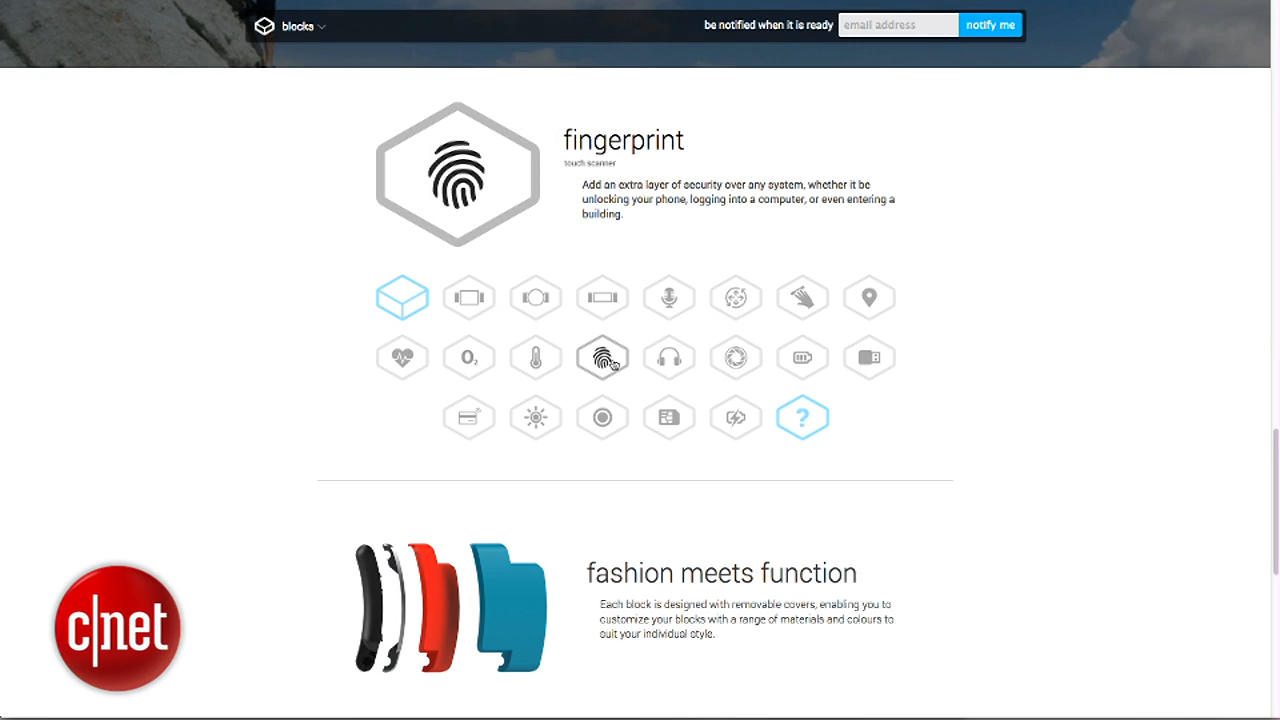 blocks
be notified when it is ready
email address
notify me
fingerprint
touch scanner
Add an extra layer of security over any system, whether it be
unlocking your phone, logging into a computer, or even entering a
building.
O2
?
fashion meets function
Each block is designed with removable covers, enabling you to
customize your blocks with a range of materials and colours to
suit your individual style.
c|net